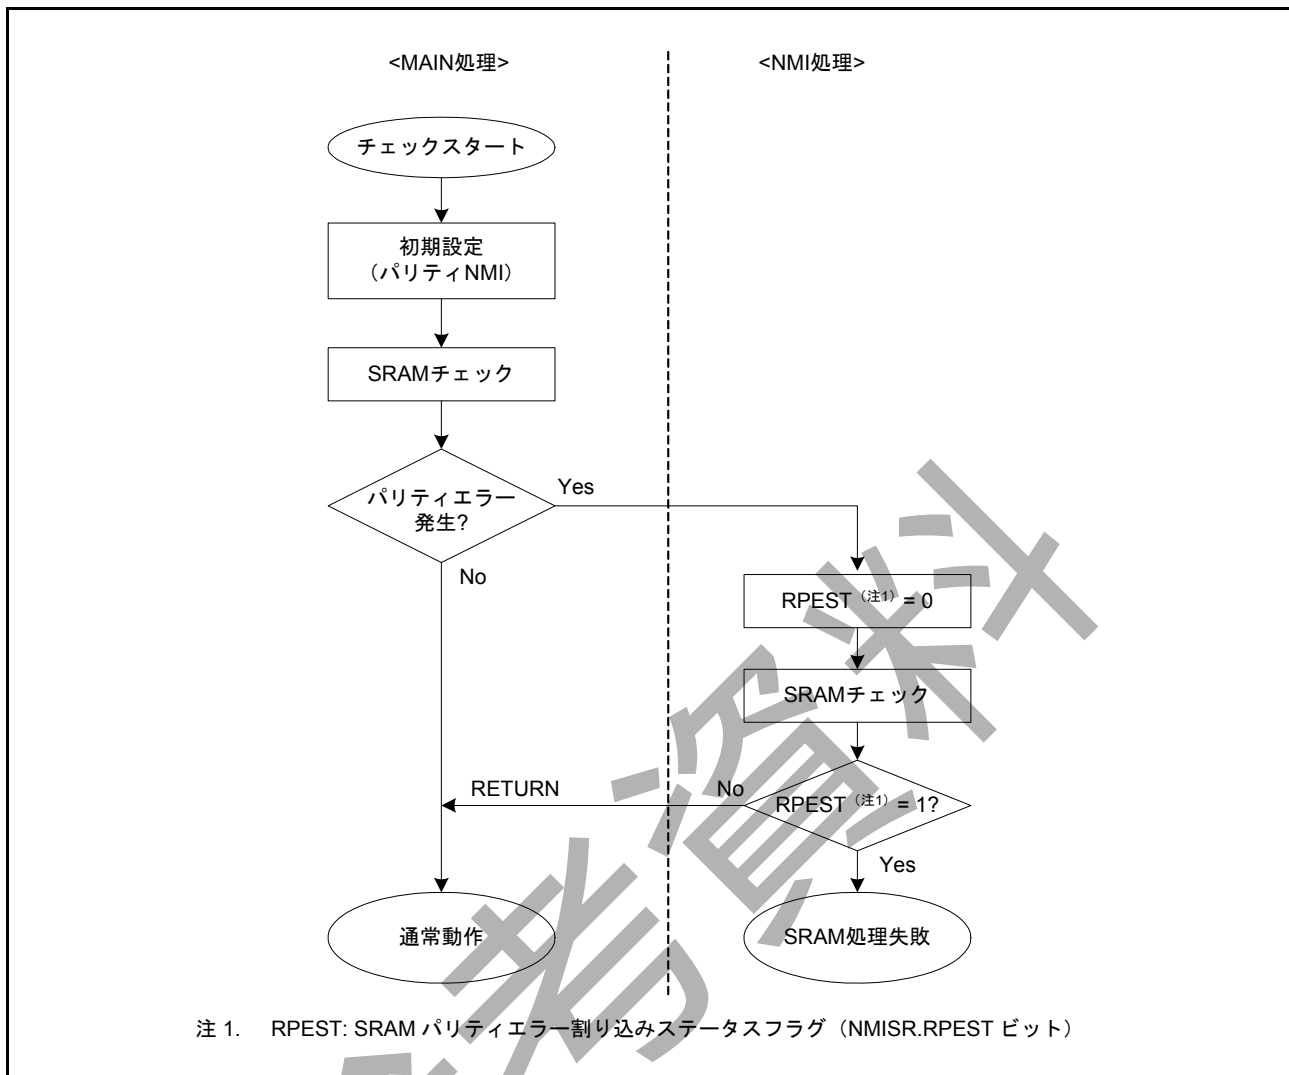 <MAIN処理>
<NMI処理>
チェックスタート
初期設定
（パリティNMI）
SRAMチェック
パリティエラー
発生?
Yes
No
RPEST（注1）= 0
SRAMチェック
RPEST（注1）= 1?
No
RETURN
Yes
通常動作
SRAM処理失敗
注 1. RPEST: SRAM パリティエラー割り込みステータスフラグ（NMISR.RPEST ビット）
考資料